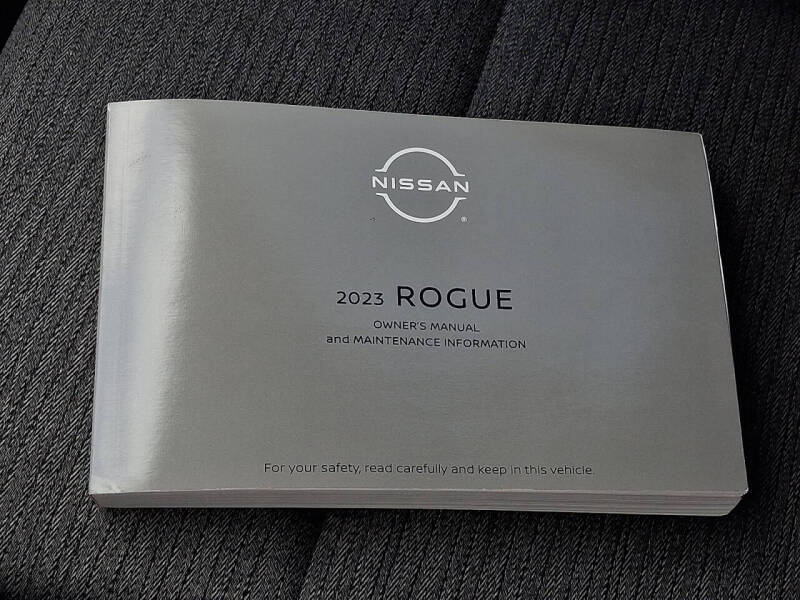 NISSAN
®
2023 ROGUE
OWNER'S MANUAL
and MAINTENANCE INFORMATION
For your safety, read carefully and keep in this vehicle.